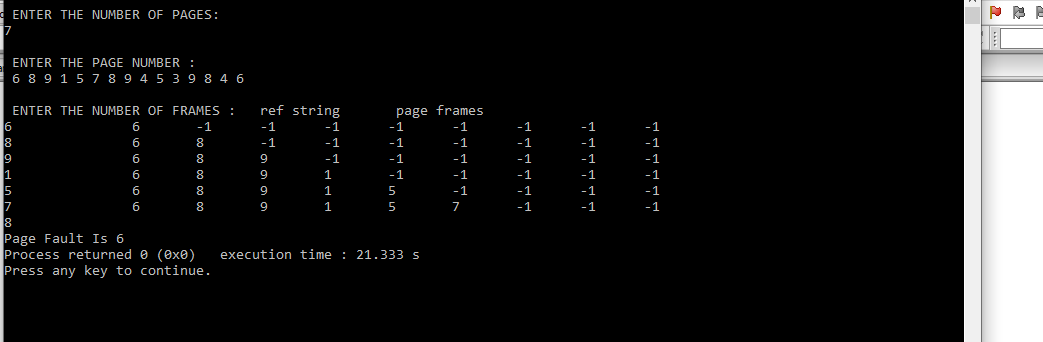 ENTER THE NUMBER OF PAGES:
7
ENTER THE PAGE NUMBER :
6 8 9 1 5 7 8 9 4 5 3 9 8 4 6
ENTER THE NUMBER OF FRAMES :   ref string       page frames
6               6       -1      -1      -1      -1      -1      -1      -1      -1
8               6       8       -1      -1      -1      -1      -1      -1      -1
9               6       8       9       -1      -1      -1      -1      -1      -1
1               6       8       9       1       -1      -1      -1      -1      -1
5               6       8       9       1       5       -1      -1      -1      -1
7               6       8       9       1       5       7       -1      -1      -1
8
Page Fault Is 6
Process returned 0 (0x0)   execution time : 21.333 s
Press any key to continue.